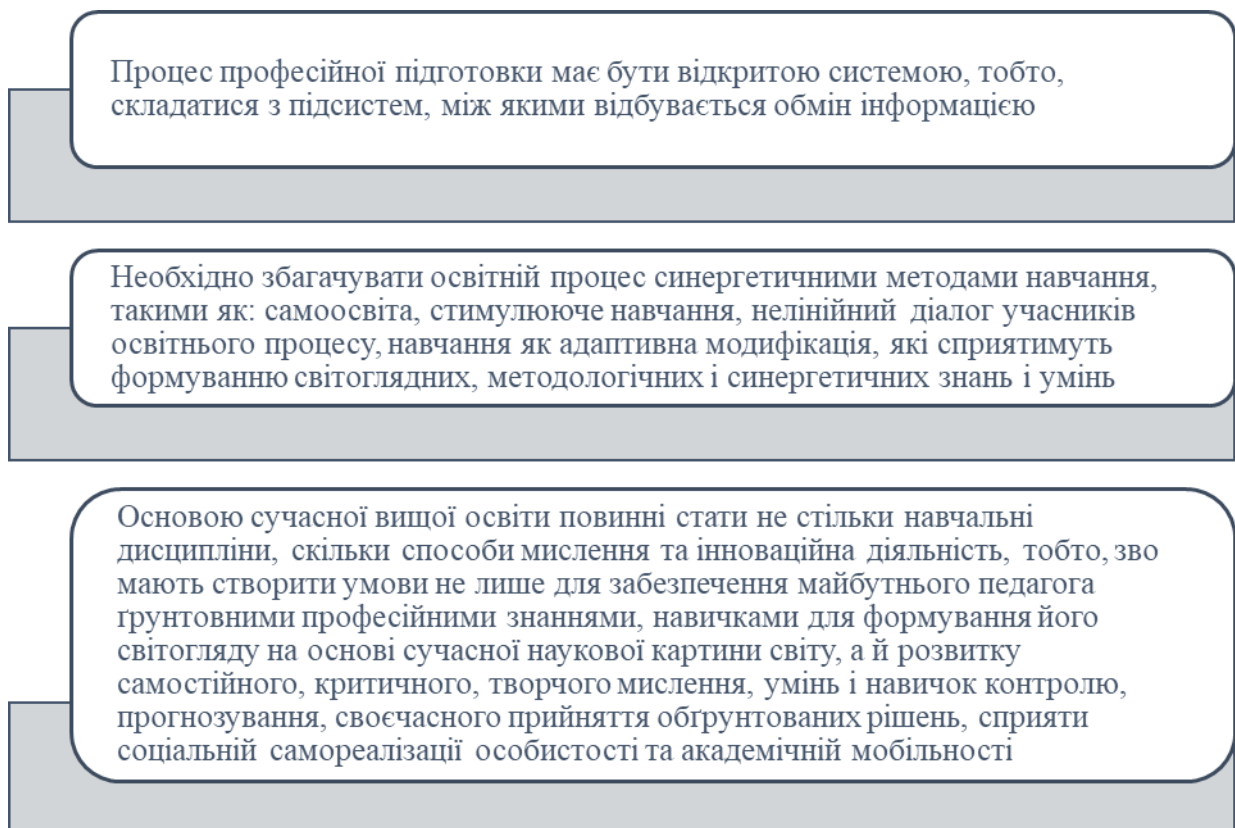 Процес професійної підготовки має бути відкритою системою, тобто,
складатися з підсистем, між якими відбувається обмін інформацією
Необхідно збагачувати освітній процес синергетичними методами навчання,
такими як: самоосвіта, стимулююче навчання, нелінійний діалог учасників
освітнього процесу, навчання як адаптивна модифікація, які сприятимуть
формуванню світоглядних, методологічних і синергетичних знань і умінь
Основою сучасної вищої освіти повинні стати не стільки навчальні
дисципліни, скільки способи мислення та інноваційна діяльність, тобто, зво
мають створити умови не лише для забезпечення майбутнього педагога
ґрунтовними професійними знаннями, навичками для формування його
світогляду на основі сучасної наукової картини світу, а й розвитку
самостійного, критичного, творчого мислення, умінь і навичок контролю,
прогнозування, своєчасного прийняття обґрунтованих рішень, сприяти
соціальній самореалізації особистості та академічній мобільності